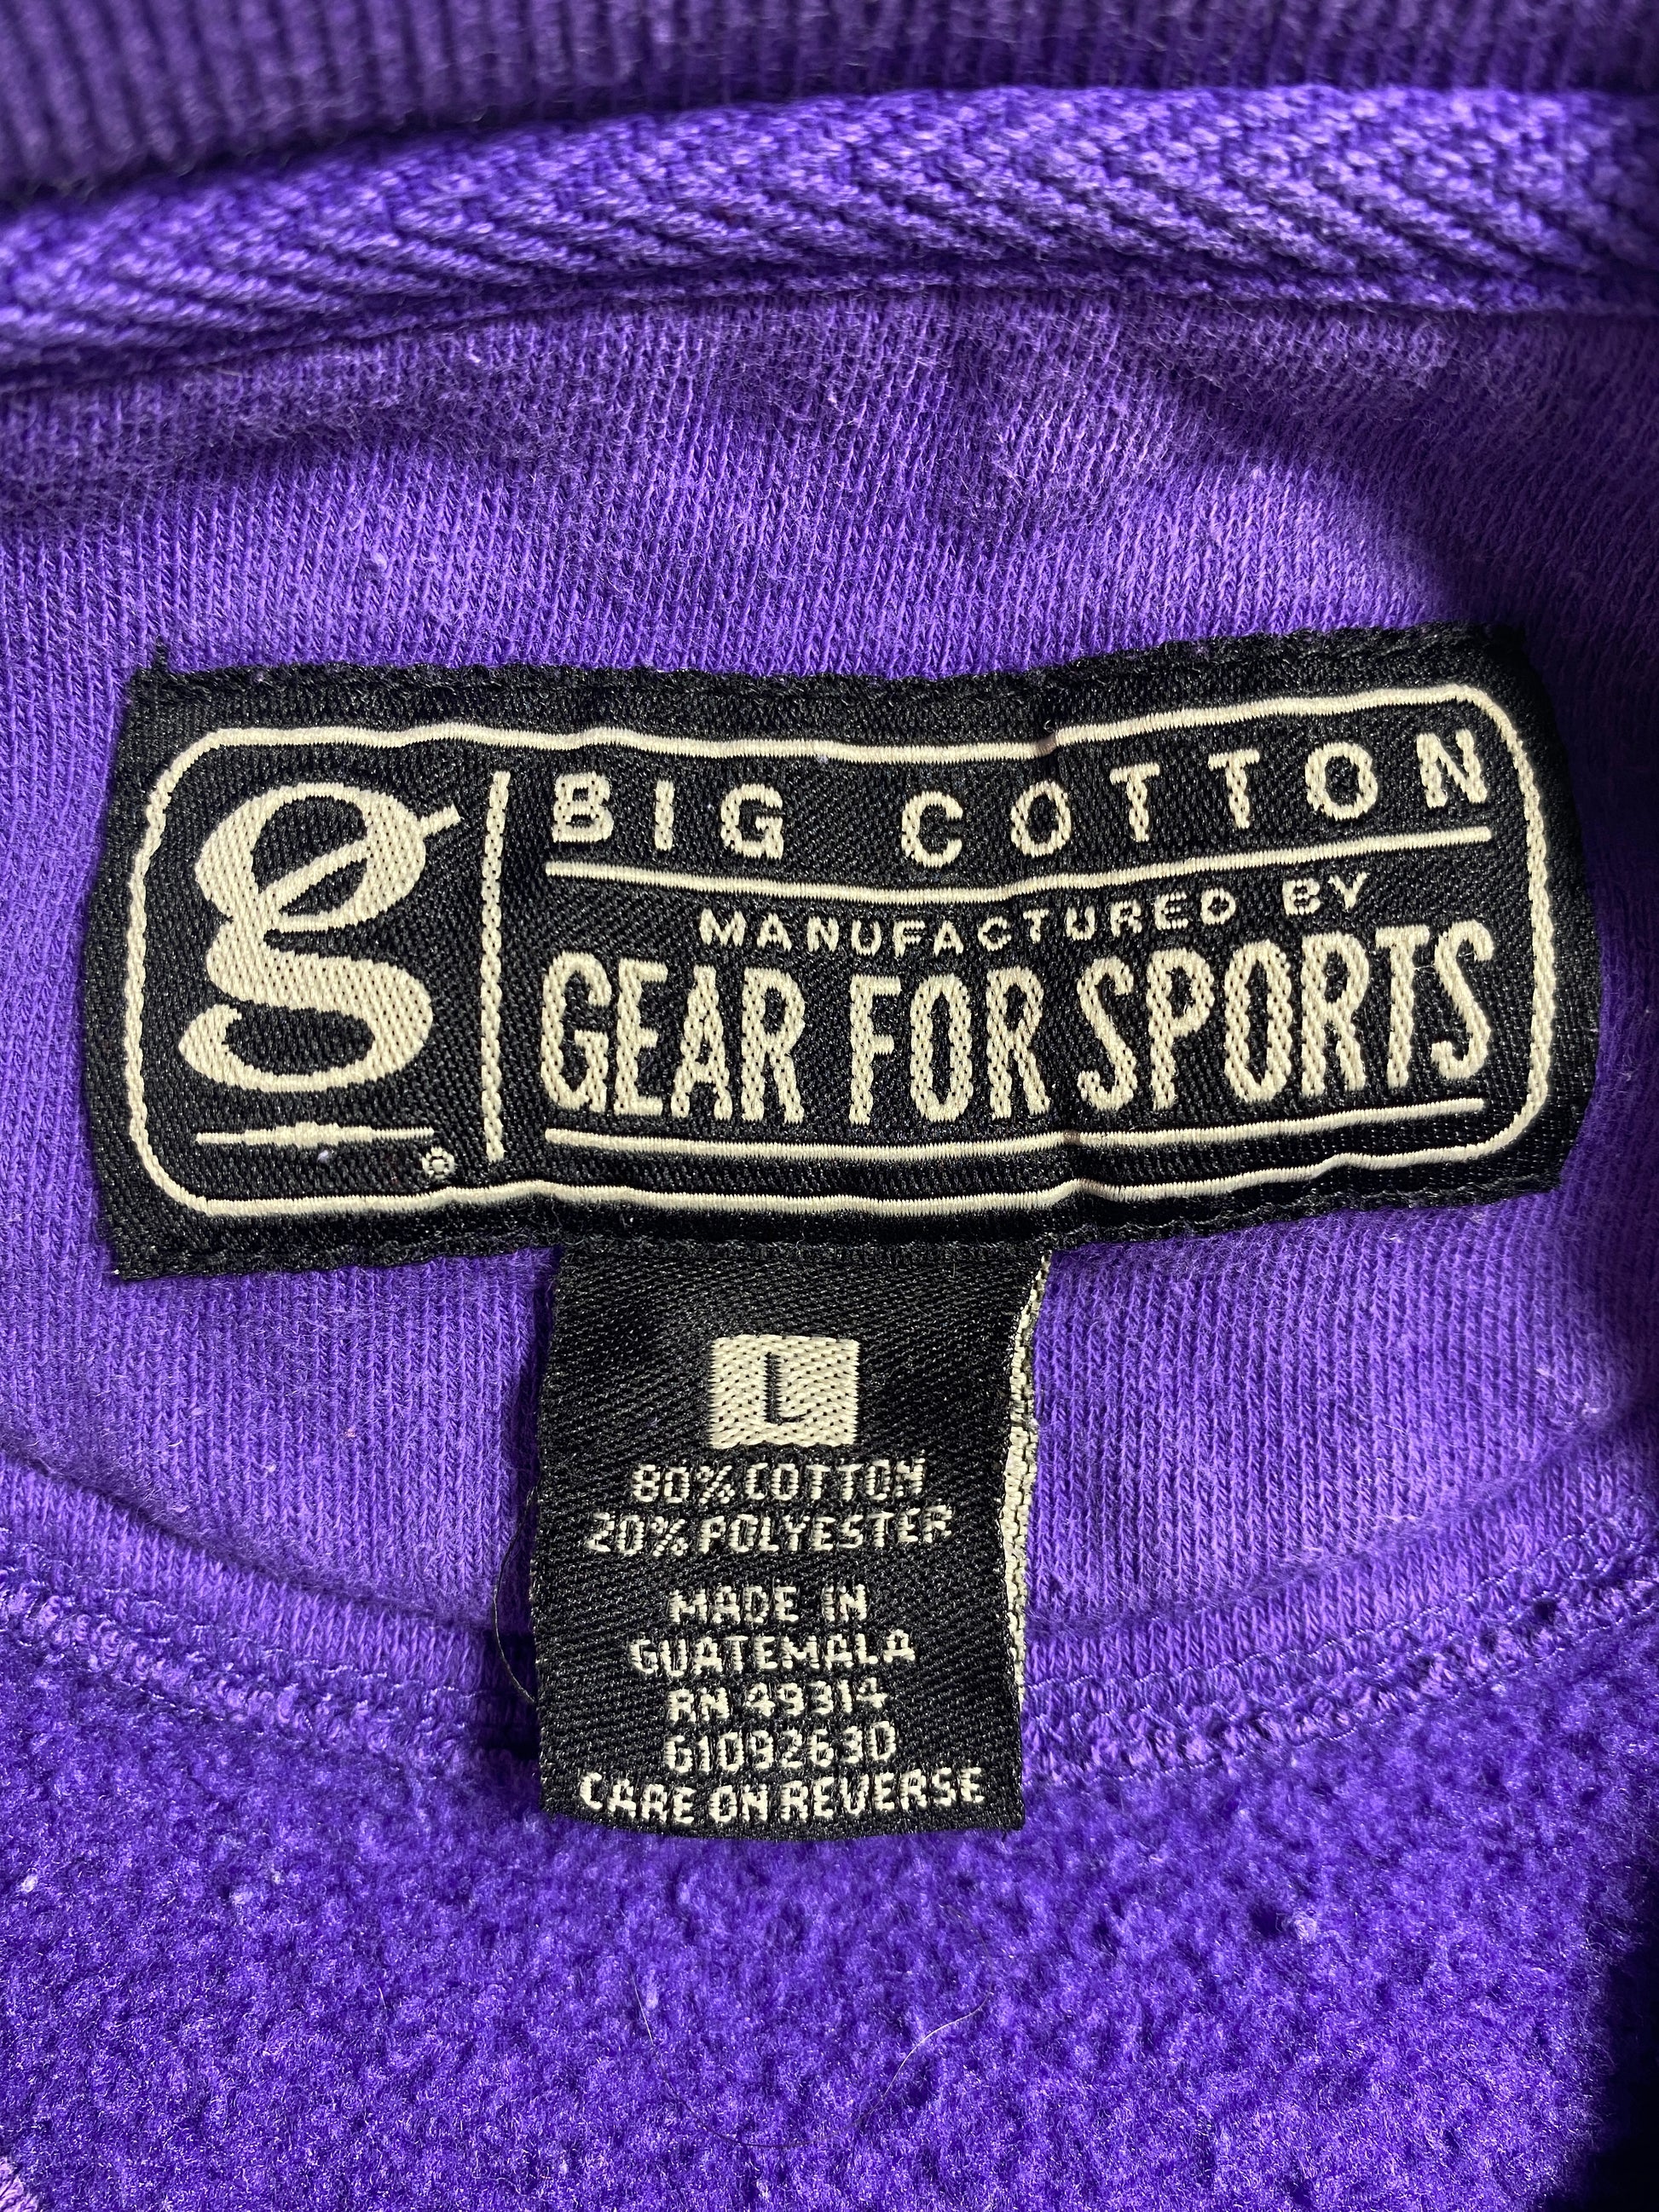 g
®
BIG COTTON
MANUFACTURED BY
GEAR FOR SPORTS
L
80% COTTON
20% POLYESTER
MADE IN
GUATEMALA
RN 49314
G1092630
CARE ON REVERSE